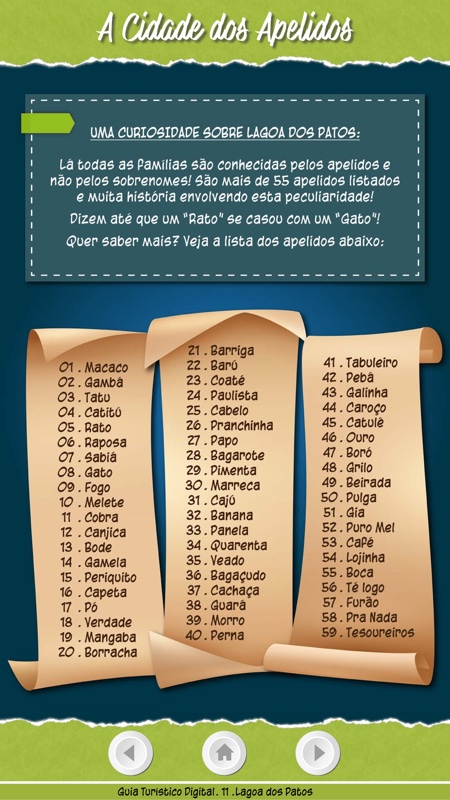 A Cidade dos Apelidos
UMA CURIOSIDADE SOBRE LAGOA DOS PATOS:
Lá todas as famílias são conhecidas pelos apelidos e
não pelos sobrenomes! São mais de 55 apelidos listados
e muita história envolvendo esta peculiaridade!
Dizem até que um "Rato" se casou com um "Gato"!
Quer saber mais? Veja a lista dos apelidos abaixo:
01 . Macaco
02 . Gambá
03 . Tatu
04 . Catitú
05 . Rato
06 . Raposa
07 . Sabiá
08 . Gato
09 . Fogo
10 . Melete
11 . Cobra
12 . Canjica
13 . Bode
14 . Gamela
15 . Periquito
16 . Capeta
17 . Pó
18 . Verdade
19 . Mangaba
20 . Borracha
21 . Barriga
22 . Barú
23 . Coaté
24 . Paulista
25 . Cabelo
26 . Pranchinha
27 . Papo
28 . Bagarote
29 . Pimenta
30 . Marreca
31 . Cajú
32 . Banana
33 . Panela
34 . Quarenta
35 . Veado
36 . Bagaçudo
37 . Cachaça
38 . Guará
39 . Morro
40 . Perna
41 . Tabuleiro
42 . Pebá
43 . Galinha
44 . Caroço
45 . Catulé
46 . Ouro
47 . Boró
48 . Grilo
49 . Beirada
50 . Pulga
51 . Gia
52 . Puro Mel
53 . Café
54 . Lojinha
55 . Boca
56 . Té logo
57 . Furão
58 . Pra Nada
59 . Tesoureiros
Guia Turístico Digital . 11 .Lagoa dos Patos